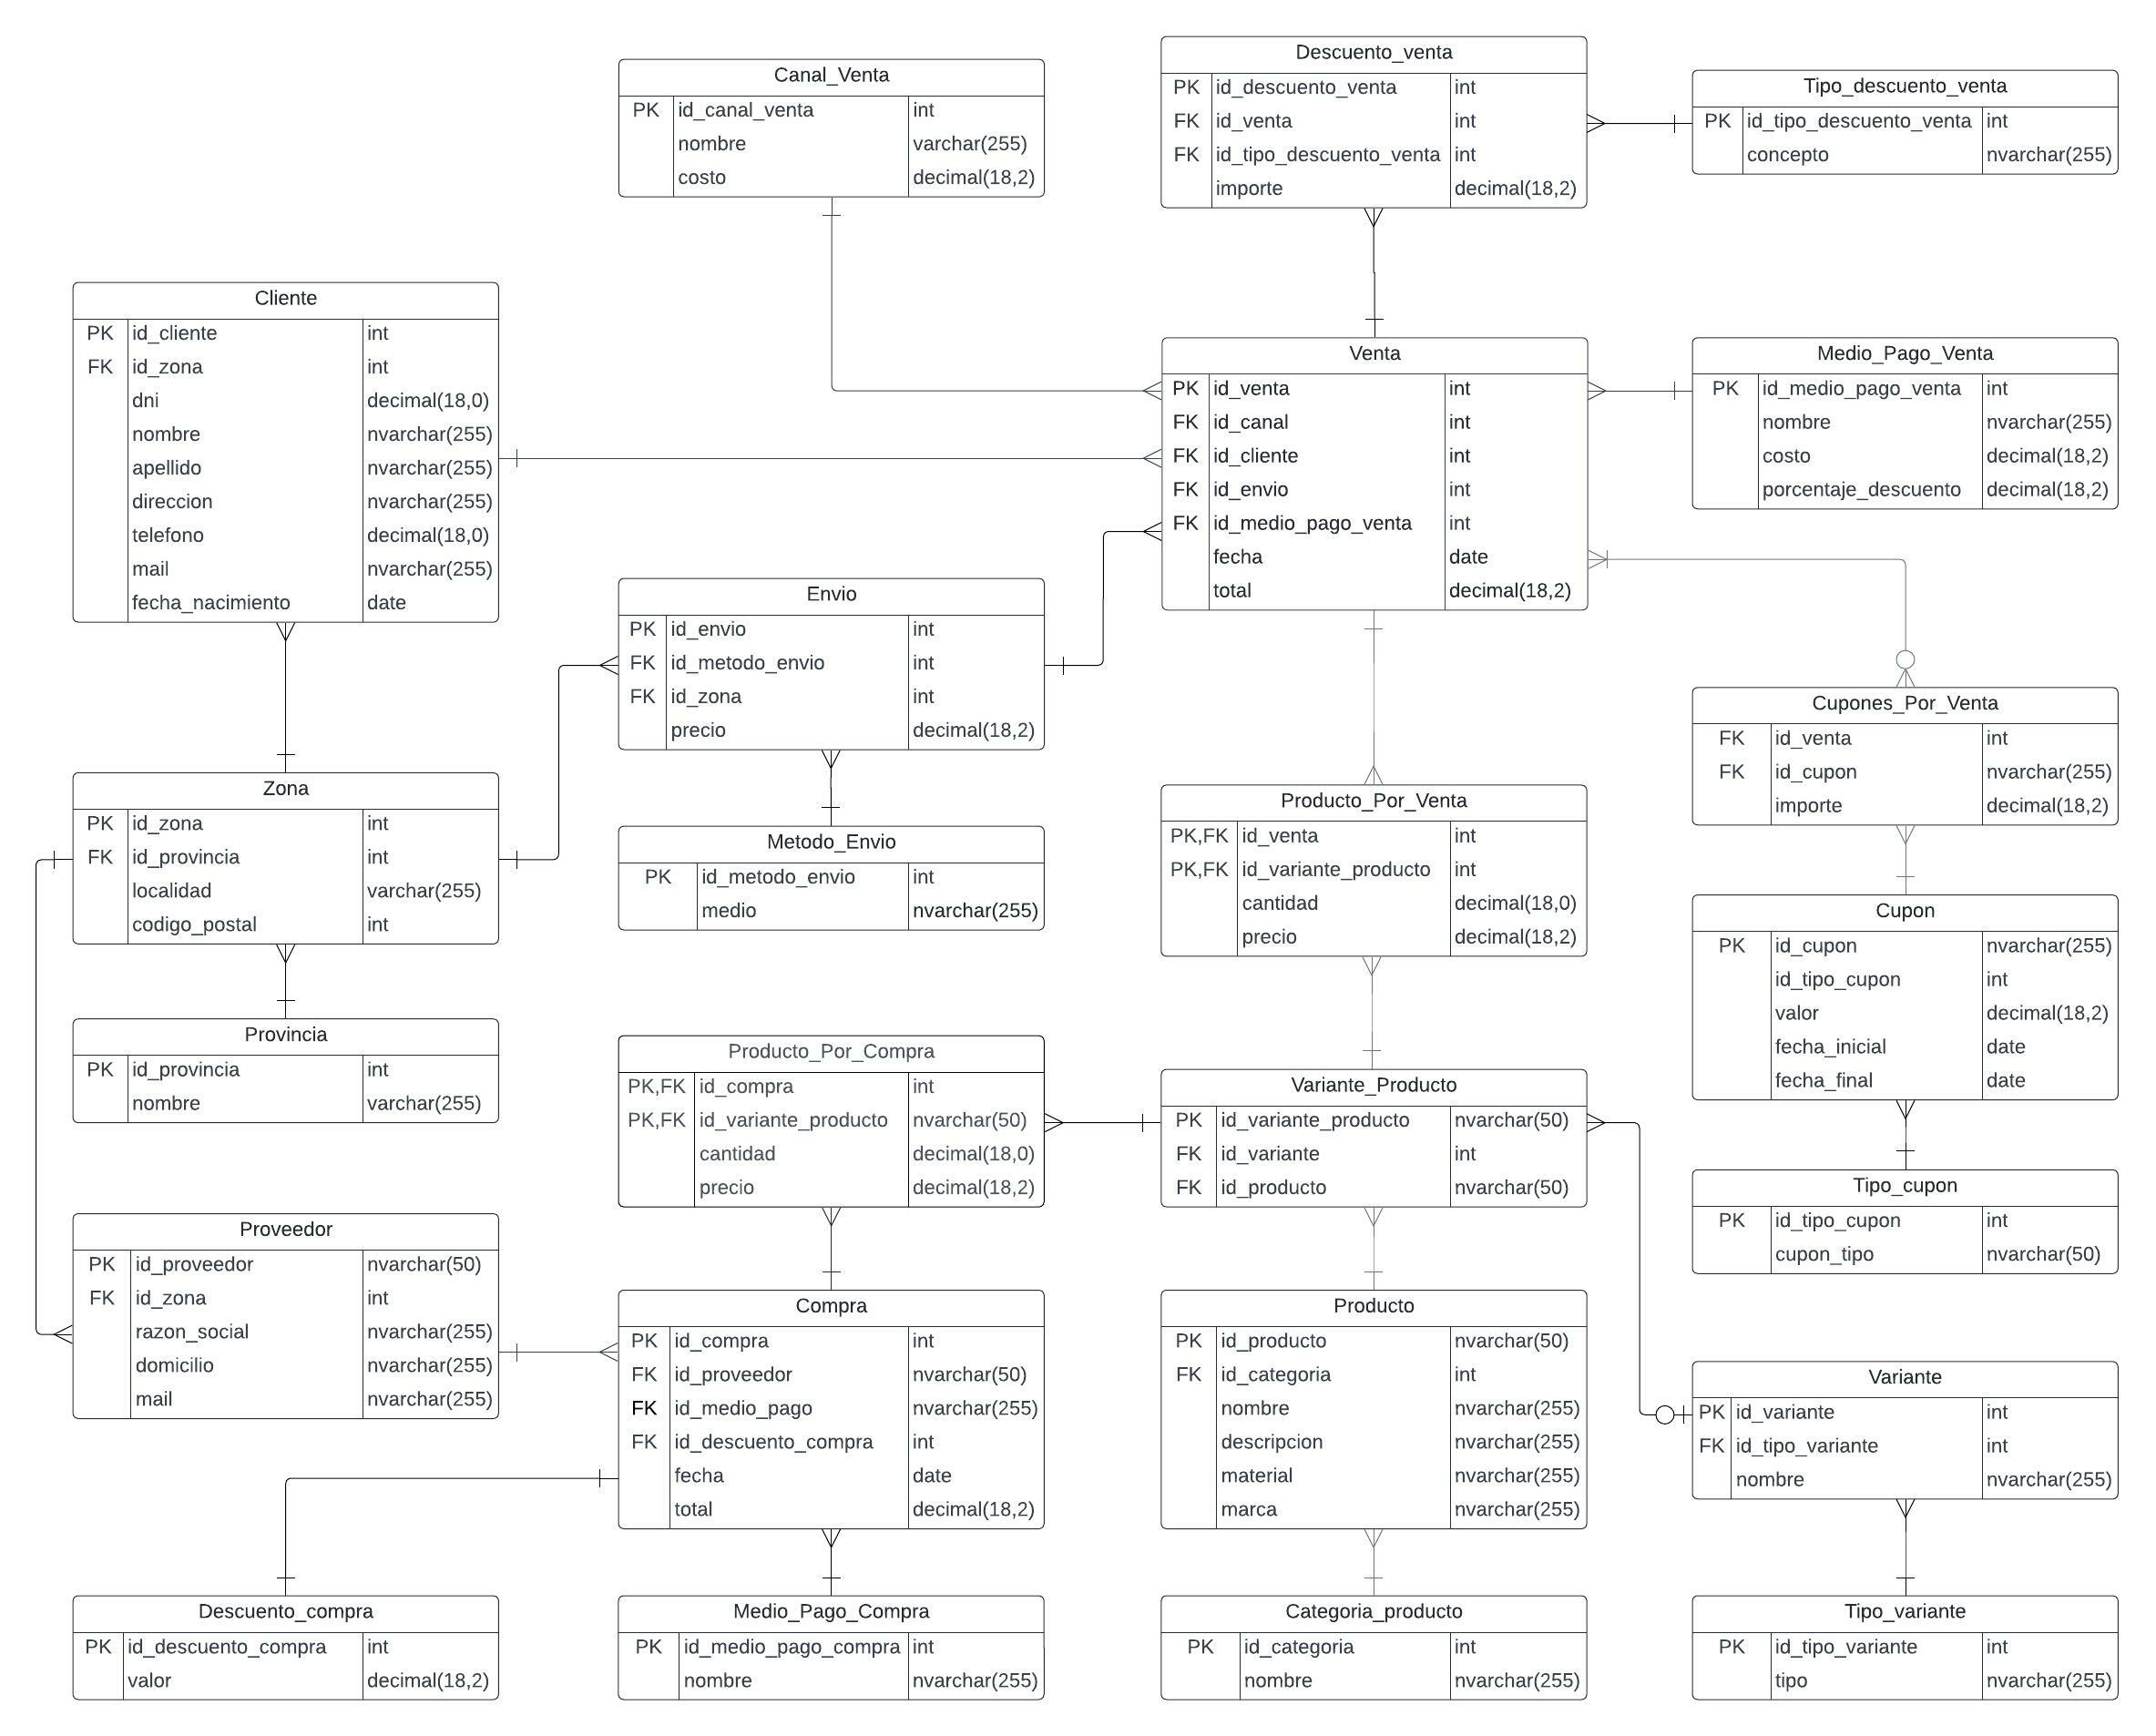 Canal_Venta
PK id_canal_venta int
nombre varchar(255)
costo decimal(18,2)
Descuento_venta
PK id_descuento_venta int
FK id_venta int
FK id_tipo_descuento_venta int
importe decimal(18,2)
Tipo_descuento_venta
PK id_tipo_descuento_venta int
concepto nvarchar(255)
Cliente
PK id_cliente int
FK id_zona int
dni decimal(18,0)
nombre nvarchar(255)
apellido nvarchar(255)
direccion nvarchar(255)
telefono decimal(18,0)
mail nvarchar(255)
fecha_nacimiento date
Venta
PK id_venta int
FK id_canal int
FK id_cliente int
FK id_envio int
FK id_medio_pago_venta int
fecha date
total decimal(18,2)
Medio_Pago_Venta
PK id_medio_pago_venta int
nombre nvarchar(255)
costo decimal(18,2)
porcentaje_descuento decimal(18,2)
Envio
PK id_envio int
FK id_metodo_envio int
FK id_zona int
precio decimal(18,2)
Cupones_Por_Venta
FK id_venta int
FK id_cupon nvarchar(255)
importe decimal(18,2)
Zona
PK id_zona int
FK id_provincia int
localidad varchar(255)
codigo_postal int
Metodo_Envio
PK id_metodo_envio int
medio nvarchar(255)
Producto_Por_Venta
PK,FK id_venta int
PK,FK id_variante_producto int
cantidad decimal(18,0)
precio decimal(18,2)
Cupon
PK id_cupon nvarchar(255)
id_tipo_cupon int
valor decimal(18,2)
fecha_inicial date
fecha_final date
Provincia
PK id_provincia int
nombre varchar(255)
Producto_Por_Compra
PK,FK id_compra int
PK,FK id_variante_producto nvarchar(50)
cantidad decimal(18,0)
precio decimal(18,2)
Variante_Producto
PK id_variante_producto nvarchar(50)
FK id_variante int
FK id_producto nvarchar(50)
Tipo_cupon
PK id_tipo_cupon int
cupon_tipo nvarchar(50)
Proveedor
PK id_proveedor nvarchar(50)
FK id_zona int
razon_social nvarchar(255)
domicilio nvarchar(255)
mail nvarchar(255)
Compra
PK id_compra int
FK id_proveedor nvarchar(50)
FK id_medio_pago nvarchar(255)
FK id_descuento_compra int
fecha date
total decimal(18,2)
Producto
PK id_producto nvarchar(50)
FK id_categoria int
nombre nvarchar(255)
descripcion nvarchar(255)
material nvarchar(255)
marca nvarchar(255)
Variante
PK id_variante int
FK id_tipo_variante int
nombre nvarchar(255)
Descuento_compra
PK id_descuento_compra int
valor decimal(18,2)
Medio_Pago_Compra
PK id_medio_pago_compra int
nombre nvarchar(255)
Categoria_producto
PK id_categoria int
nombre nvarchar(255)
Tipo_variante
PK id_tipo_variante int
tipo nvarchar(255)